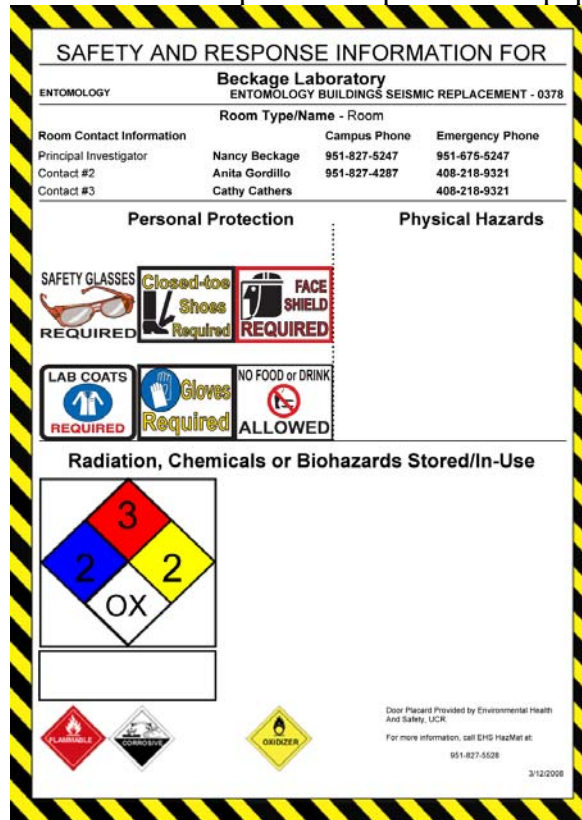 SAFETY AND RESPONSE INFORMATION FOR
Beckage Laboratory
ENTOMOLOGY ENTOMOLOGY BUILDINGS SEISMIC REPLACEMENT - 0378
Room Type/Name - Room
Room Contact Information Campus Phone Emergency Phone
Principal Investigator Nancy Beckage 951-827-5247 951-675-5247
Contact #2 Anita Gordillo 951-827-4287 408-218-9321
Contact #3 Cathy Cathers 408-218-9321
Personal Protection Physical Hazards
SAFETY GLASSES
REQUIRED
Closed-toe
Shoes
Required
FACE
SHIELD
REQUIRED
LAB COATS
REQUIRED
Gloves
Required
NO FOOD or DRINK
ALLOWED
Radiation, Chemicals or Biohazards Stored/In-Use
3
2 2
OX
FLAMMABLE
CORROSIVE
OXIDIZER
Door Placard Provided by Environmental Health
And Safety, UCR.
For more information, call EHS HazMat at:
951-827-5528
3/12/2008